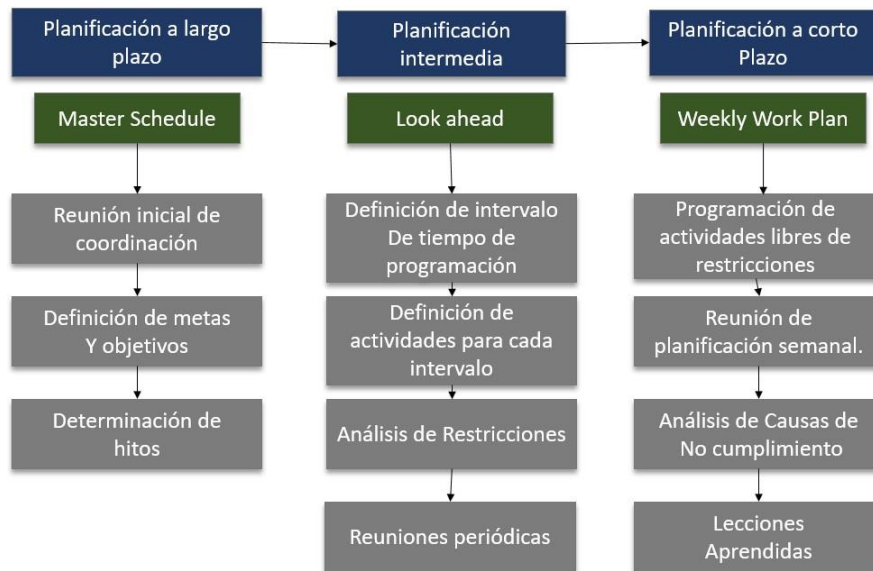 Planificación a largo
plazo
Planificación
intermedia
Planificación a corto
Plazo
Master Schedule
Look ahead
Weekly Work Plan
Reunión inicial de
coordinación
Definición de intervalo
De tiempo de
programación
Programación de
actividades libres de
restricciones
Definición de metas
Y objetivos
Definición de
actividades para cada
intervalo
Reunión de
planificación semanal.
Determinación de
hitos
Análisis de Restricciones
Análisis de Causas de
No cumplimiento
Reuniones periódicas
Lecciones
Aprendidas